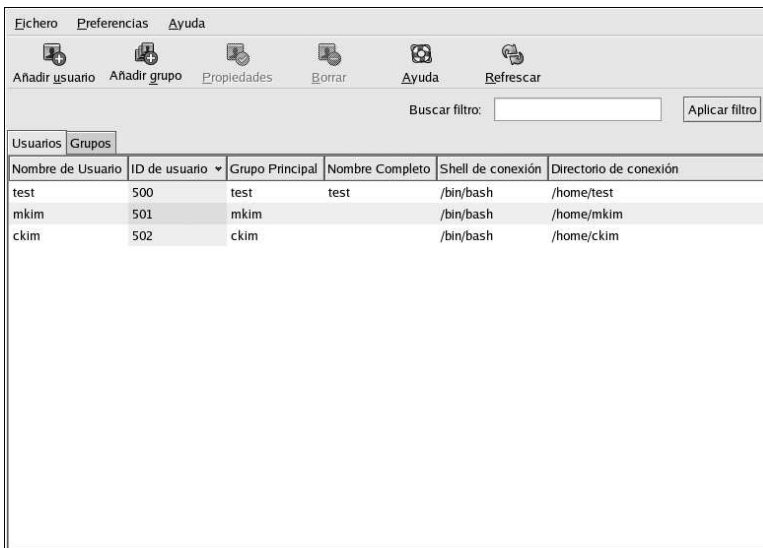 Fichero Preferencias Ayuda
Añadir usuario Añadir grupo Propiedades Borrar Ayuda Refrescar
Buscar filtro: Aplicar filtro
Usuarios Grupos
Nombre de Usuario ID de usuario Grupo Principal Nombre Completo Shell de conexión Directorio de conexión
test 500 test test /bin/bash /home/test
mkim 501 mkim /bin/bash /home/mkim
ckim 502 ckim /bin/bash /home/ckim